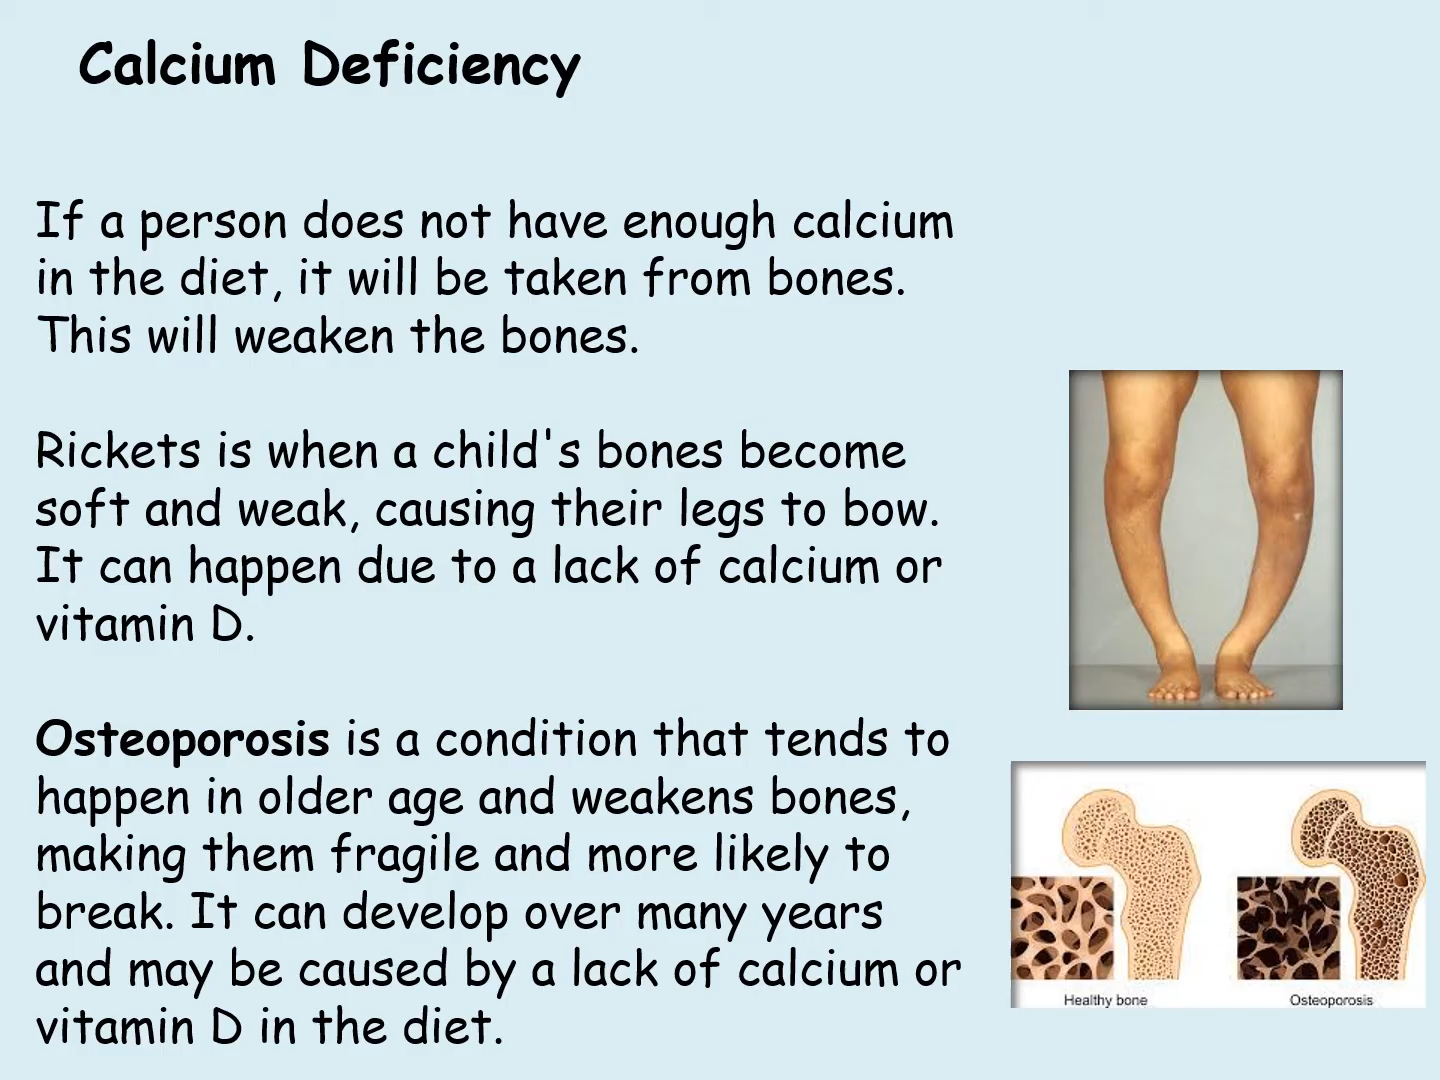 Calcium Deficiency
If a person does not have enough calcium
in the diet, it will be taken from bones.
This will weaken the bones.
Rickets is when a child's bones become
soft and weak, causing their legs to bow.
It can happen due to a lack of calcium or
vitamin D.
Osteoporosis is a condition that tends to
happen in older age and weakens bones,
making them fragile and more likely to
break. It can develop over many years
and may be caused by a lack of calcium or
vitamin D in the diet.
Healthy bone
Osteoporosis